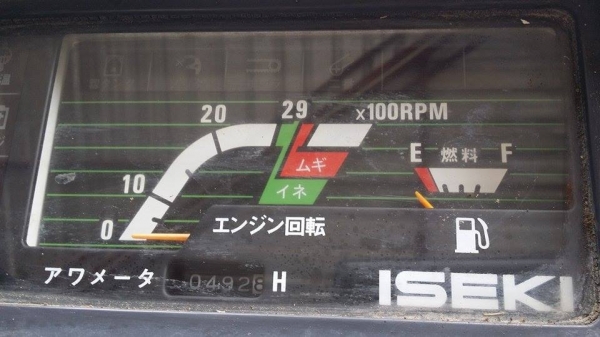 20 29 x100RPM
E 燃料 F
ムギ
10 イネ
0 エンジン回転
アワメータ 0492 H
ISEKI